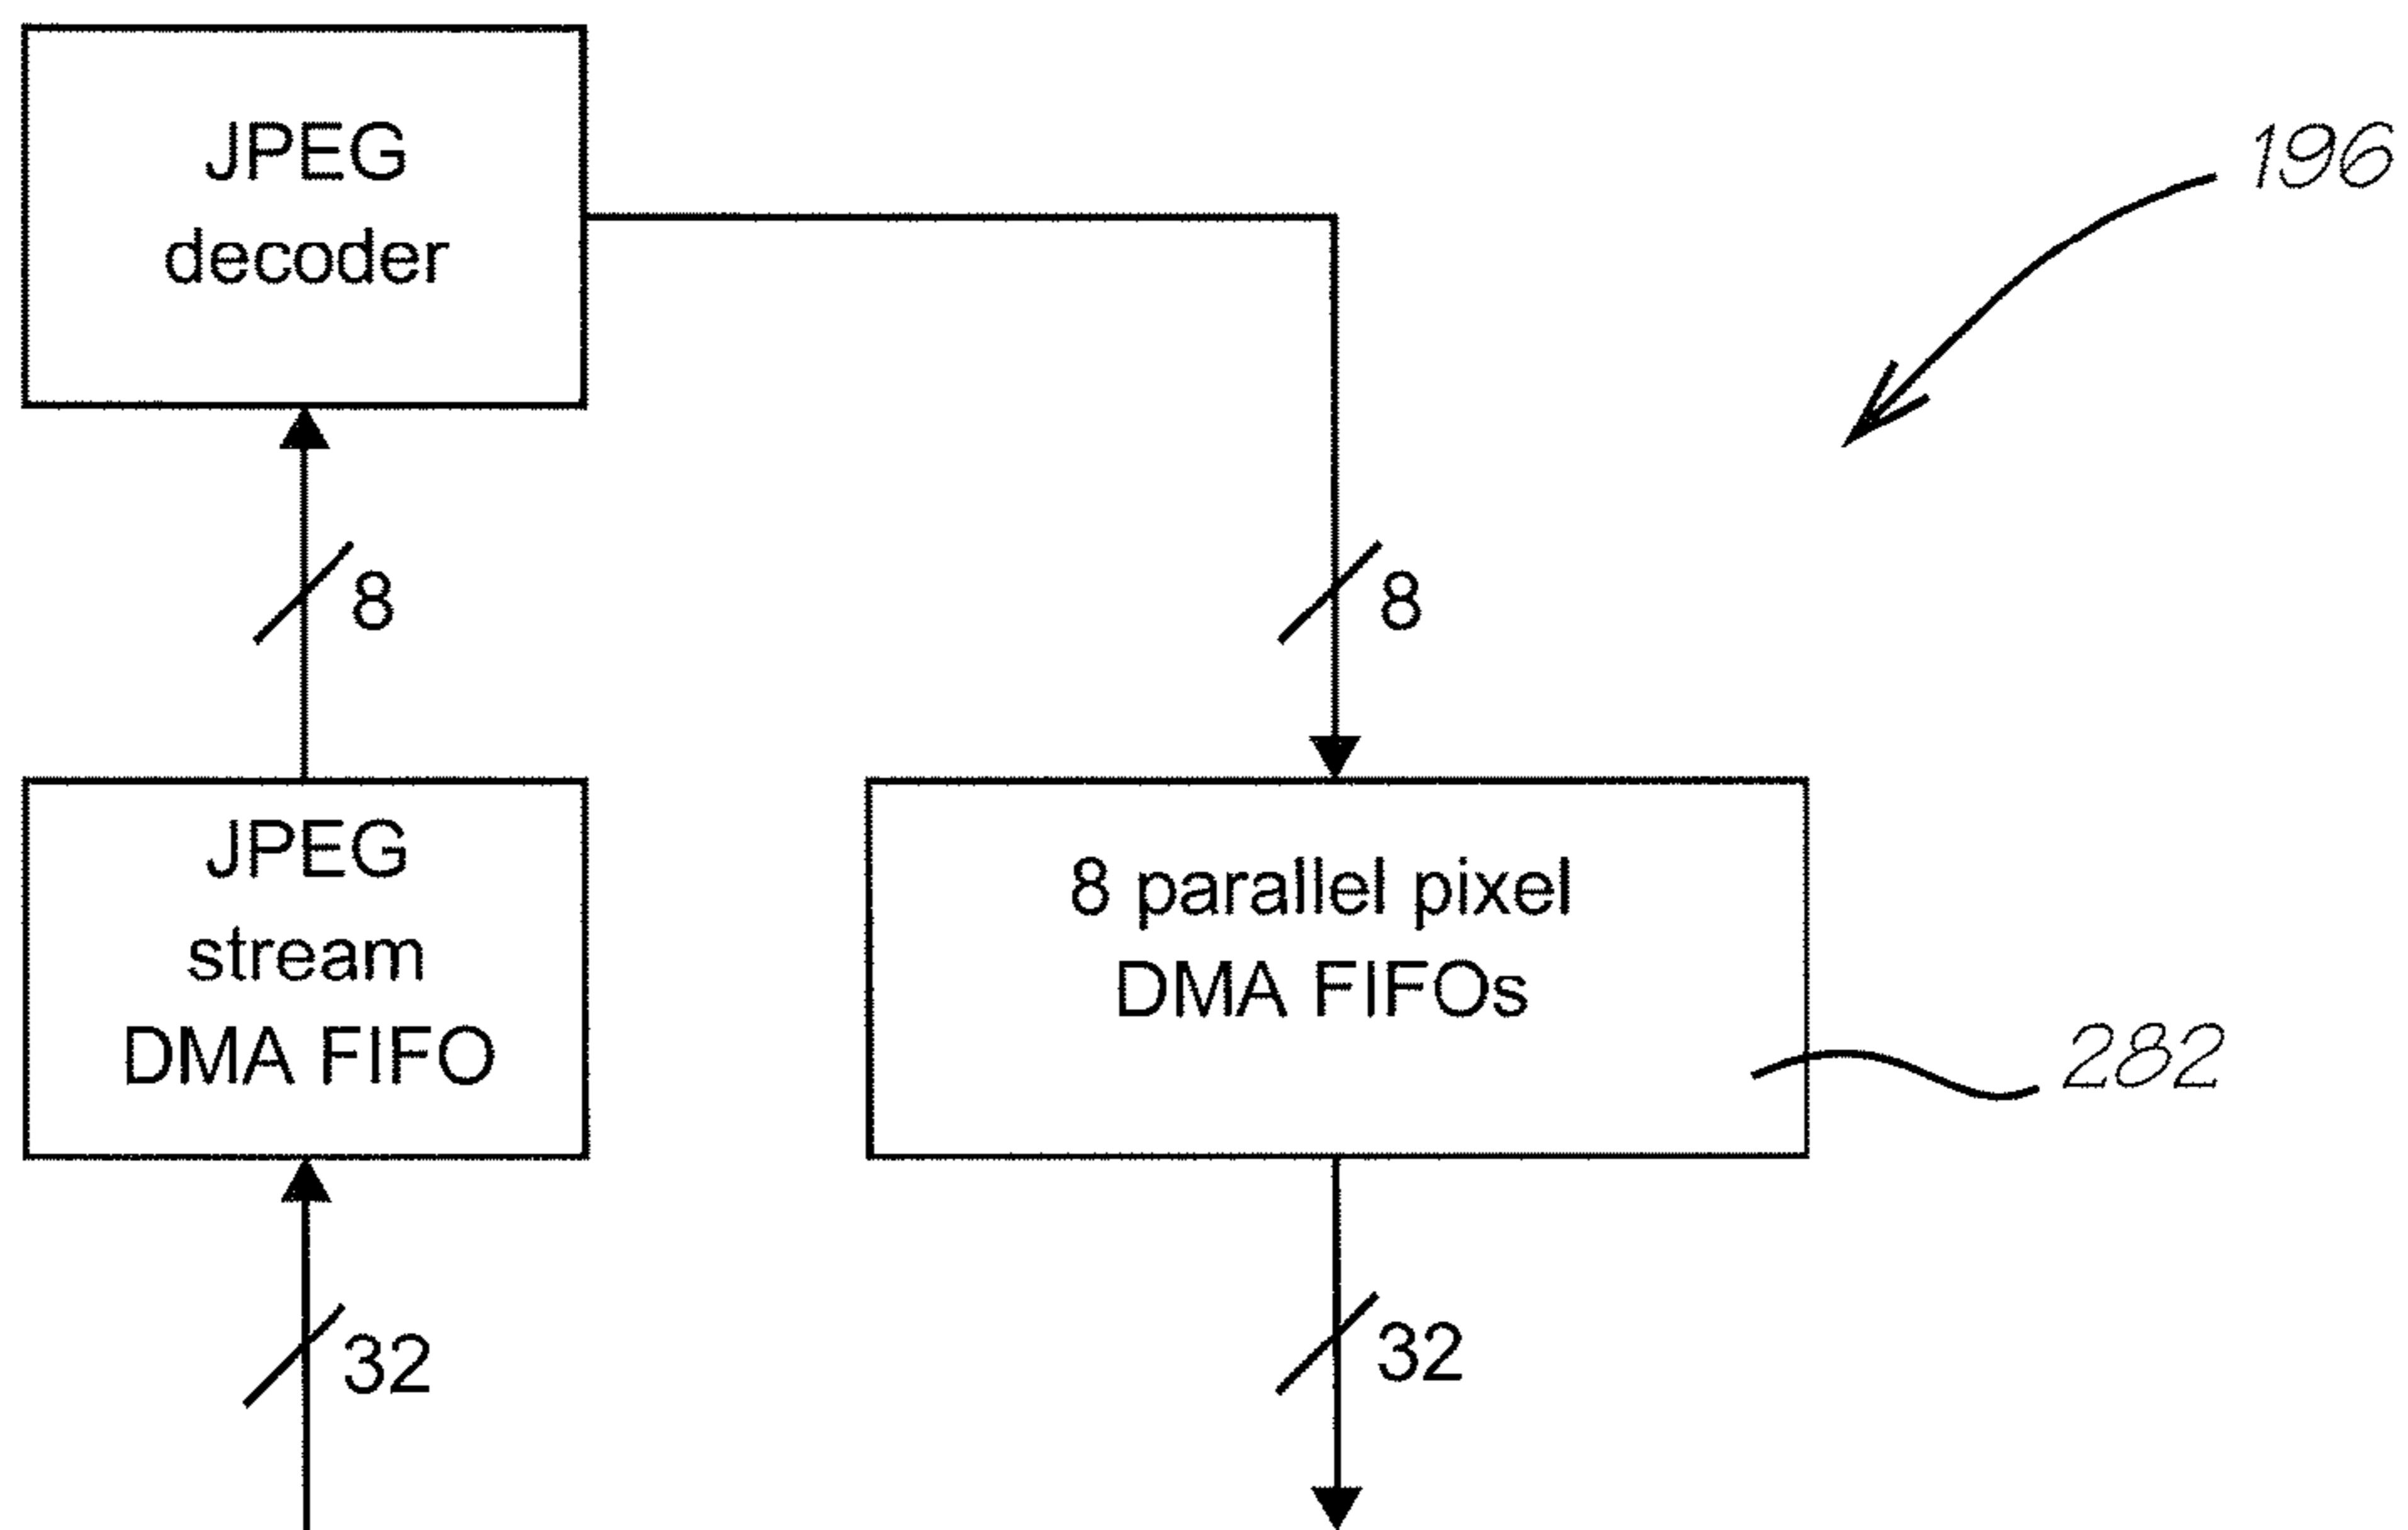 JPEG
decoder
196
8
8
JPEG
stream
DMA FIFO
8 parallel pixel
DMA FIFOs
282
32
32